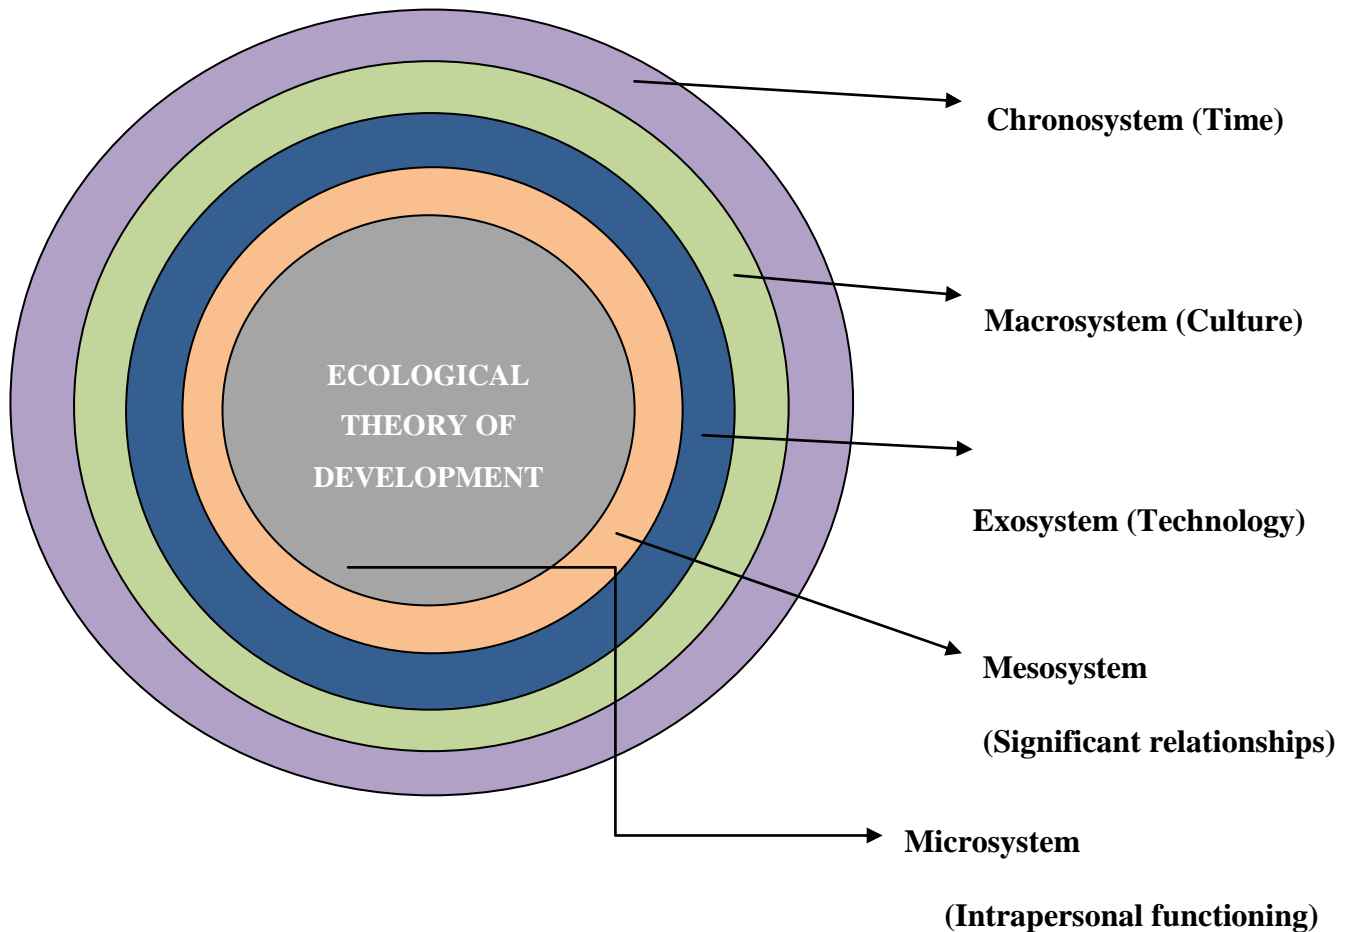 Chronosystem (Time)
Macrosystem (Culture)
ECOLOGICAL
THEORY OF
DEVELOPMENT
Exosystem (Technology)
Mesosystem
(Significant relationships)
Microsystem
(Intrapersonal functioning)